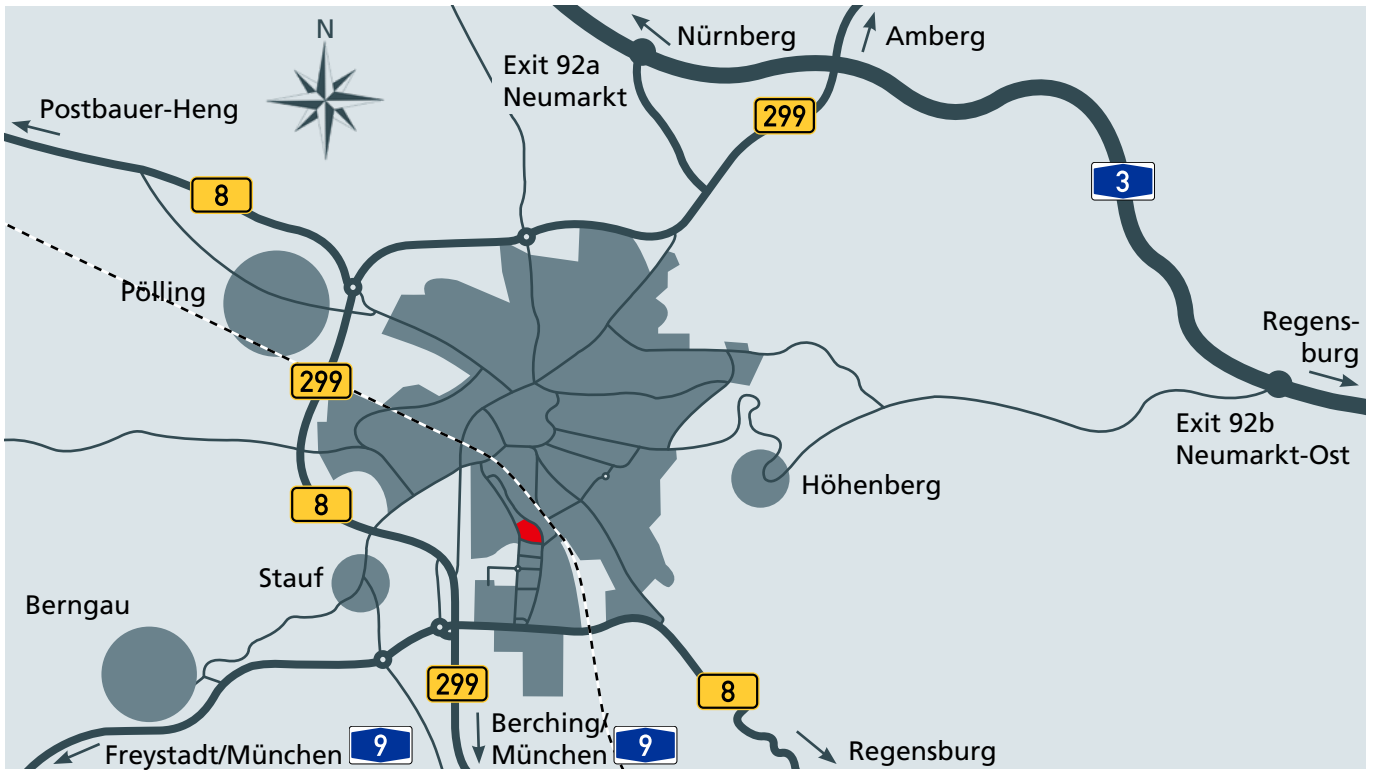 N
Nürnberg
Amberg
Exit 92a
Neumarkt
Postbauer-Heng
299
8
3
Pölling
Regens-
burg
299
Exit 92b
Neumarkt-Ost
Höhenberg
8
Stauf
Berngau
299
8
Berching/
München
9
Freystadt/München
9
Regensburg